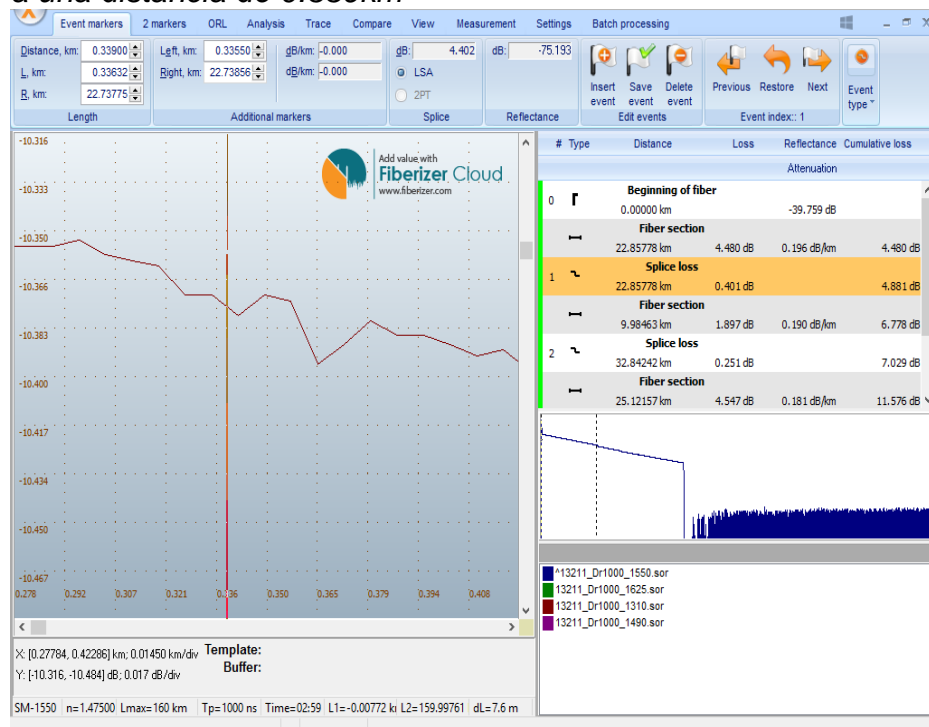 a una distancia de 0.339km
Event markers 2 markers ORL Analysis Trace Compare View Measurement Settings Batch processing
Distance, km: 0.33900 Left, km: 0.33550 dB/km: -0.000 dB: 4.402 dB: -75.193
L, km: 0.33632 Right, km: 22.73856 dB/km: -0.000 LSA
R, km: 22.73775 2PT
Insert event Save event Delete event Previous Restore Next Event type
Length Additional markers Splice Reflectance Edit events Event index:: 1
-10.316
-10.333
-10.350
-10.366
-10.383
-10.400
-10.417
-10.434
-10.450
-10.467
0.278 0.292 0.307 0.321 0.336 0.350 0.365 0.379 0.394 0.408
Add value with
Fiberizer Cloud
www.fiberizer.com
# Type Distance Loss Reflectance Cumulative loss
Attenuation
0 Beginning of fiber
0.00000 km -39.759 dB
Fiber section
22.85778 km 4.480 dB 0.196 dB/km 4.480 dB
1 Splice loss
22.85778 km 0.401 dB 4.881 dB
Fiber section
9.98463 km 1.897 dB 0.190 dB/km 6.778 dB
2 Splice loss
32.84242 km 0.251 dB 7.029 dB
Fiber section
25.12157 km 4.547 dB 0.181 dB/km 11.576 dB
^13211_Dr1000_1550.sor
13211_Dr1000_1625.sor
13211_Dr1000_1310.sor
13211_Dr1000_1490.sor
X: [0.27784, 0.42286] km; 0.01450 km/div Template:
Y: [-10.316, -10.484] dB; 0.017 dB/div Buffer:
SM-1550 n=1.47500 Lmax=160 km Tp=1000 ns Time=02:59 L1=-0.00772 ki L2=159.99761 dL=7.6 m